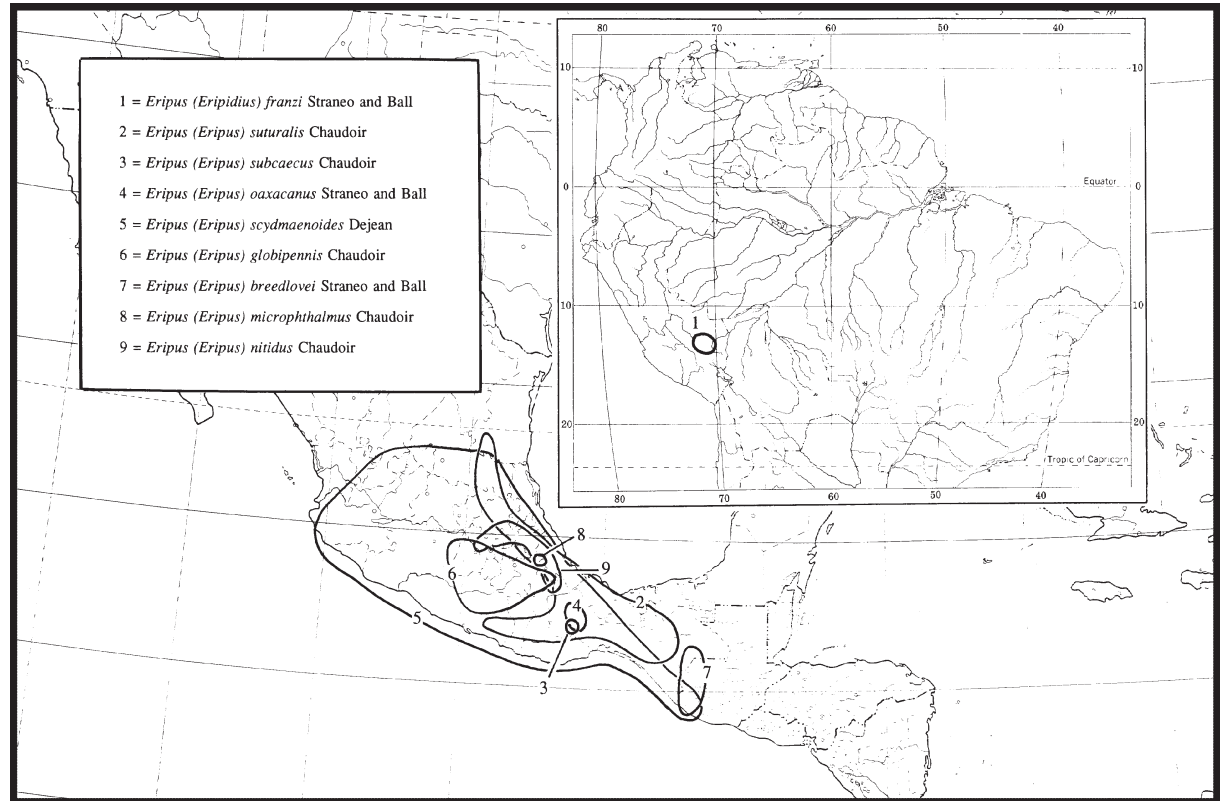 1 = Eripus (Eripidius) franzi Straneo and Ball
2 = Eripus (Eripus) suturalis Chaudoir
3 = Eripus (Eripus) subcaecus Chaudoir
4 = Eripus (Eripus) oaxacanus Straneo and Ball
5 = Eripus (Eripus) scydmaenoides Dejean
6 = Eripus (Eripus) globipennis Chaudoir
7 = Eripus (Eripus) breedlovei Straneo and Ball
8 = Eripus (Eripus) microphthalmus Chaudoir
9 = Eripus (Eripus) nitidus Chaudoir
80 70 60 50 40
10 10
Equator
0 0
10 10
1
20 20
Tropic of Capricorn
80 70 60 50 40
8
9
6
2
4
5
7
3